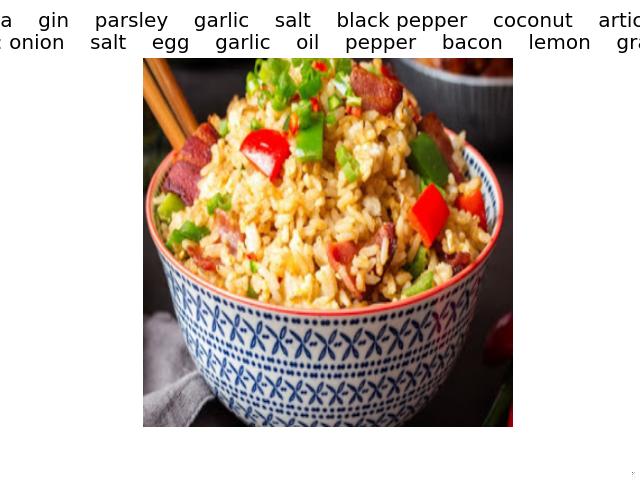 a gin parsley garlic salt black pepper coconut
onion salt egg garlic oil pepper bacon lemon